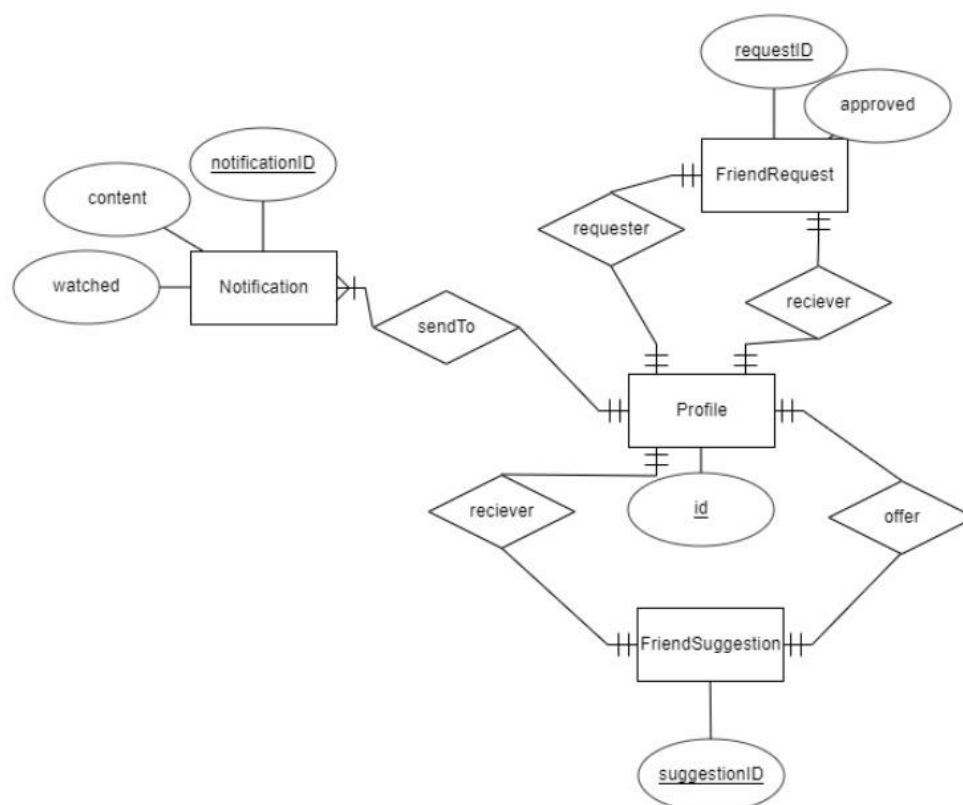 requestID
approved
FriendRequest
notificationID
content
watched
Notification
requester
reciever
sendTo
Profile
id
reciever
offer
FriendSuggestion
suggestionID